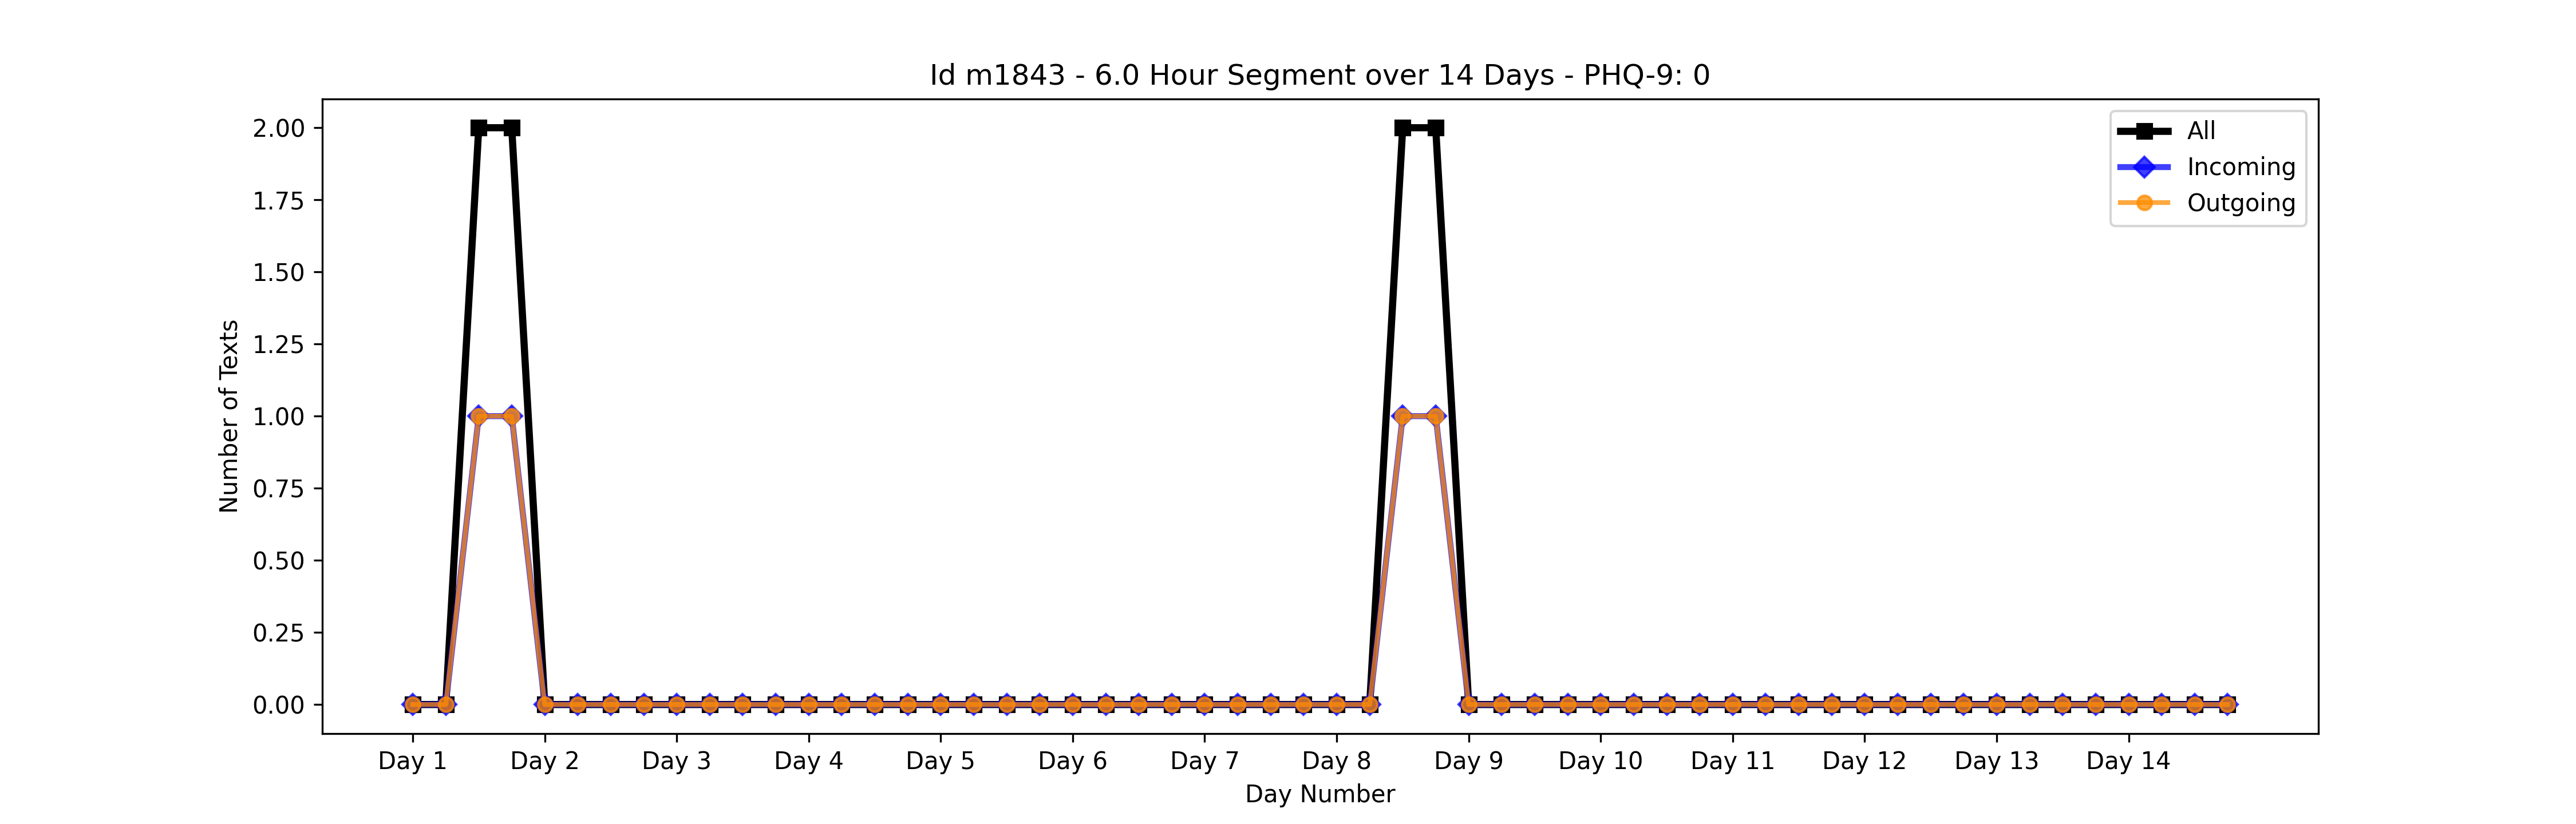 Id m1843 - 6.0 Hour Segment over 14 Days - PHQ-9: 0
All
Incoming
Outgoing
Number of Texts
2.00
1.75
1.50
1.25
1.00
0.75
0.50
0.25
0.00
Day 1 Day 2 Day 3 Day 4 Day 5 Day 6 Day 7 Day 8 Day 9 Day 10 Day 11 Day 12 Day 13 Day 14
Day Number